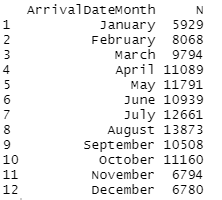 ArrivalDateMonth N
1 January 5929
2 February 8068
3 March 9794
4 April 11089
5 May 11791
6 June 10939
7 July 12661
8 August 13873
9 September 10508
10 October 11160
11 November 6794
12 December 6780